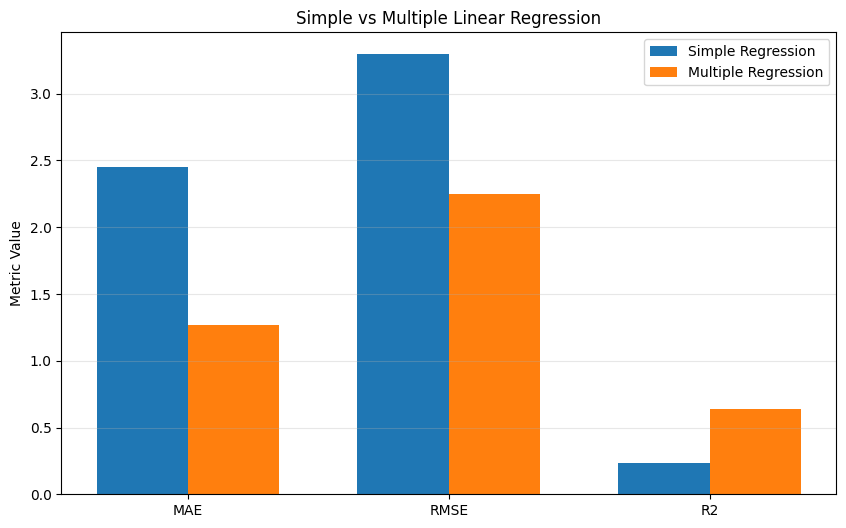 Simple vs Multiple Linear Regression
Simple Regression
Multiple Regression
Metric Value
3.0
2.5
2.0
1.5
1.0
0.5
0.0
MAE
RMSE
R2